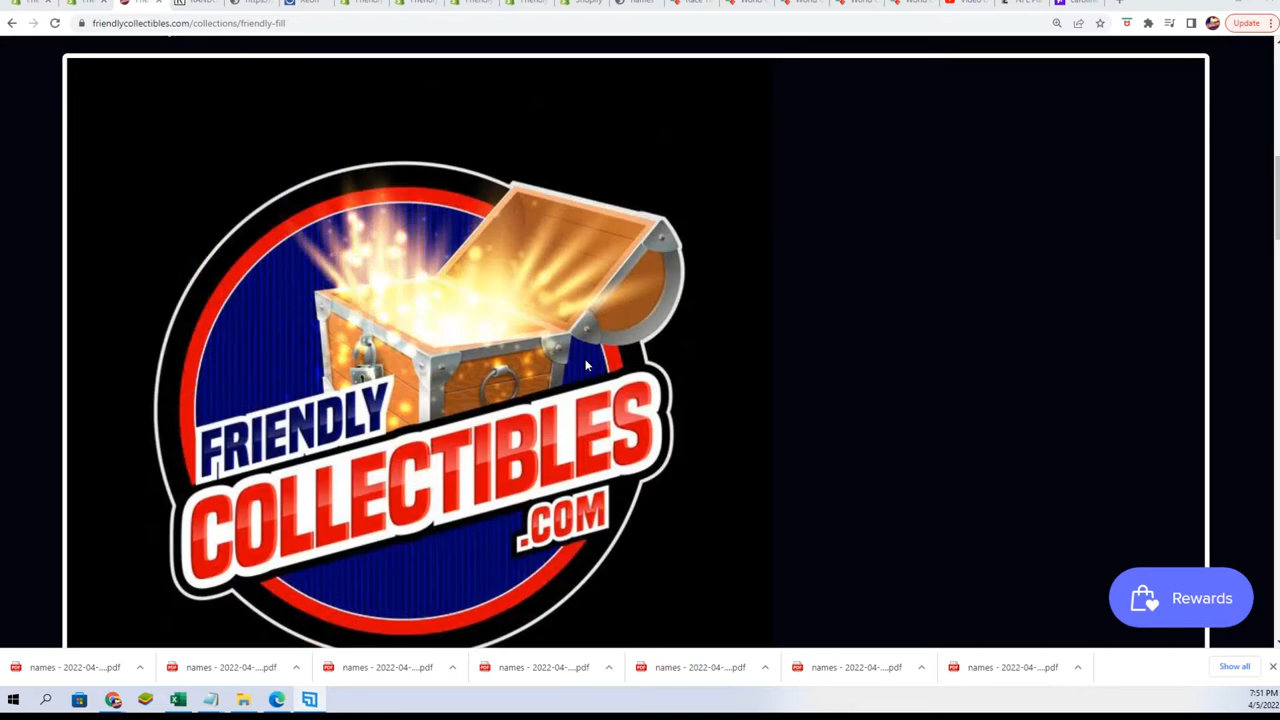 friendlycollectibles.com/collections/friendly-fill
Update
FRIENDLY
COLLECTIBLES
.COM
Rewards
names - 2022-04-....pdf
names - 2022-04-....pdf
names - 2022-04-....pdf
names - 2022-04-....pdf
names - 2022-04-....pdf
names - 2022-04-....pdf
names - 2022-04-....pdf
Show all
7:51 PM
4/5/2022